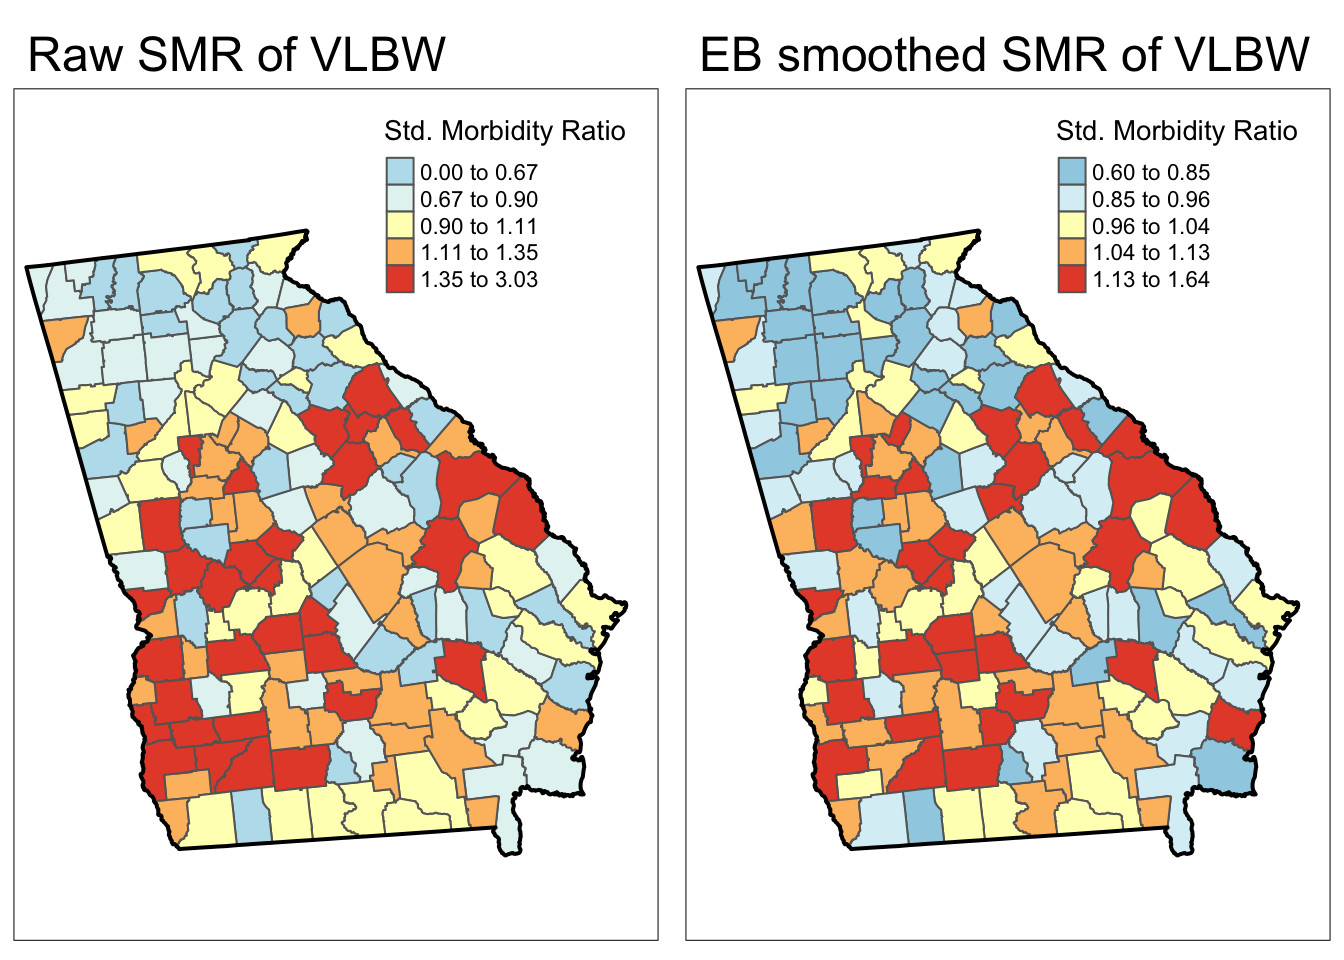 Raw SMR of VLBW
Std. Morbidity Ratio
0.00 to 0.67
0.67 to 0.90
0.90 to 1.11
1.11 to 1.35
1.35 to 3.03
EB smoothed SMR of VLBW
Std. Morbidity Ratio
0.60 to 0.85
0.85 to 0.96
0.96 to 1.04
1.04 to 1.13
1.13 to 1.64